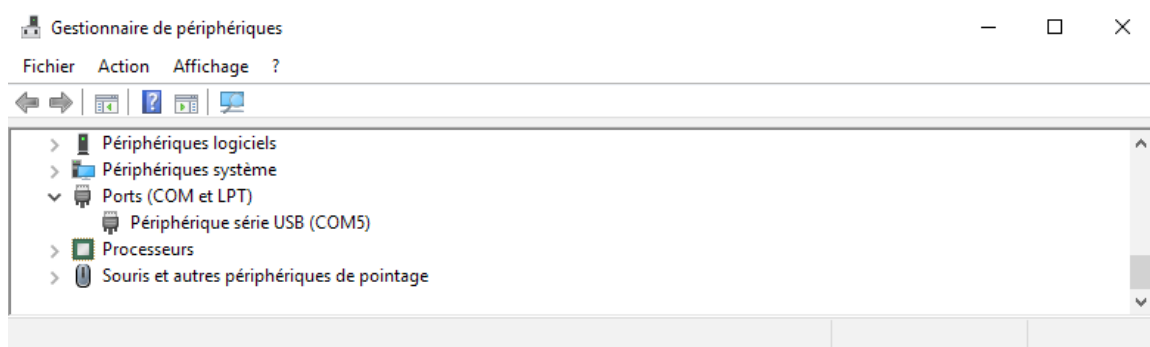 Gestionnaire de périphériques
Fichier Action Affichage ?
Périphériques logiciels
Périphériques système
Ports (COM et LPT)
Périphérique série USB (COM5)
Processeurs
Souris et autres périphériques de pointage